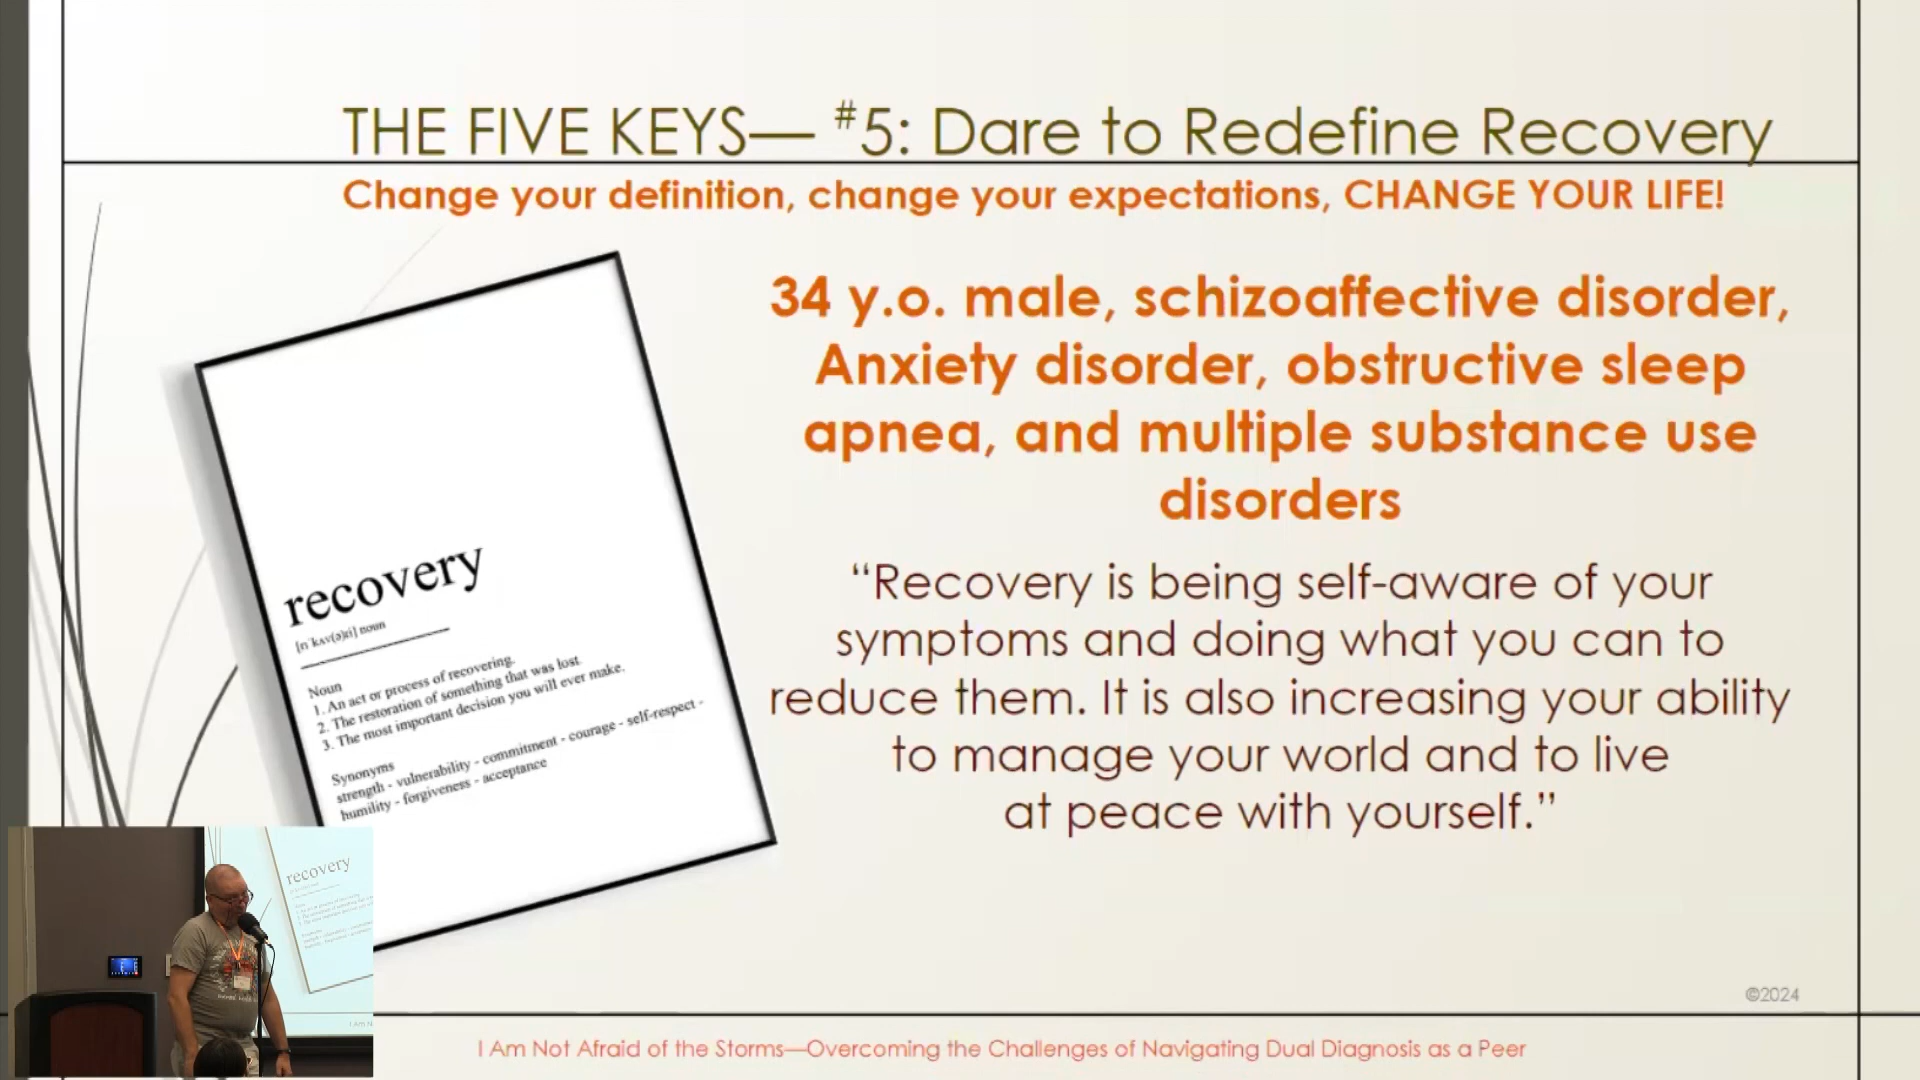 THE FIVE KEYS— #5: Dare to Redefine Recovery
Change your definition, change your expectations, CHANGE YOUR LIFE!
34 y.o. male, schizoaffective disorder,
Anxiety disorder, obstructive sleep
apnea, and multiple substance use
disorders
“Recovery is being self-aware of your
symptoms and doing what you can to
reduce them. It is also increasing your ability
to manage your world and to live
at peace with yourself.”
recovery
noun
Noun
1. An act or process of recovering.
2. The restoration of something that was lost.
3. The most important decision you will ever make.
Synonyms
strength - vulnerability - commitment - courage - self-respect -
humility - forgiveness - acceptance
recovery
©2024
I Am Not Afraid of the Storms—Overcoming the Challenges of Navigating Dual Diagnosis as a Peer